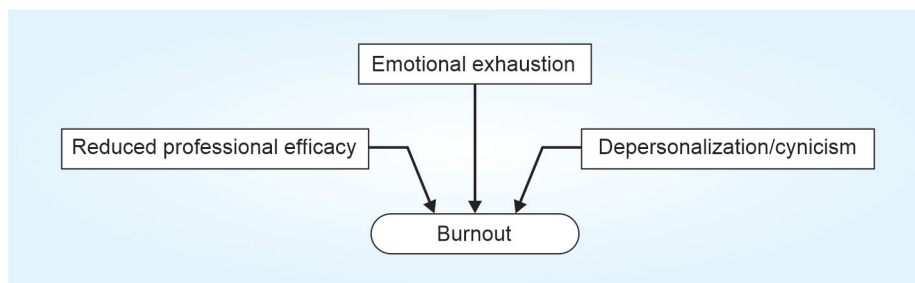 Emotional exhaustion
Reduced professional efficacy
Depersonalization/cynicism
Burnout